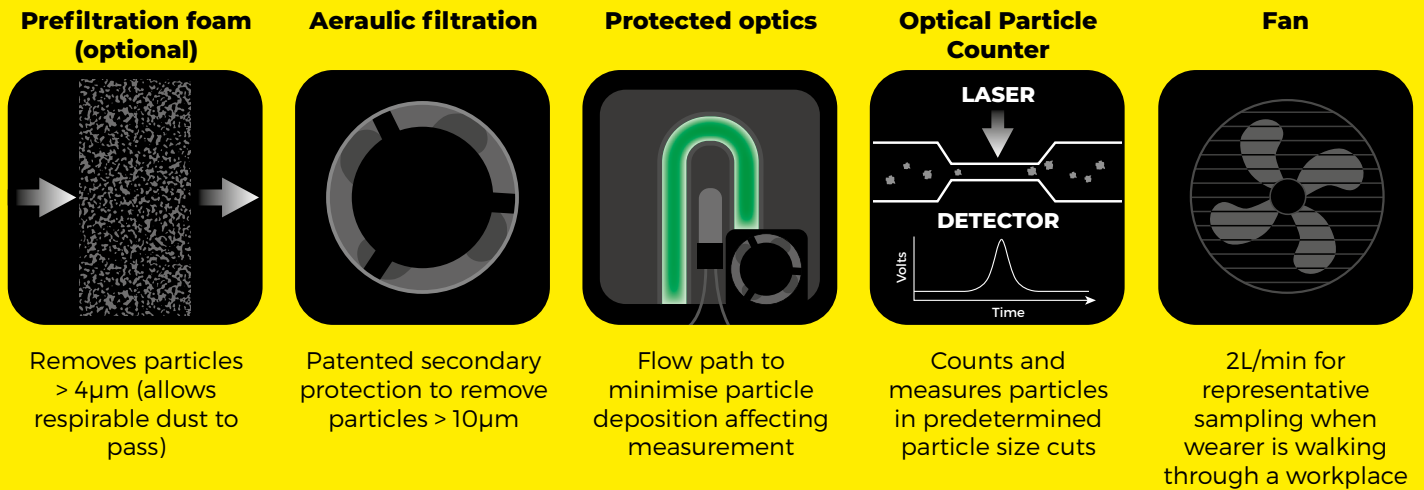 Prefiltration foam
(optional)
Aeraulic filtration
Protected optics
Optical Particle
Counter
Fan
LASER
DETECTOR
Volts
Time
Removes particles
> 4µm (allows
respirable dust to
pass)
Patented secondary
protection to remove
particles > 10µm
Flow path to
minimise particle
deposition affecting
measurement
Counts and
measures particles
in predetermined
particle size cuts
2L/min for
representative
sampling when
wearer is walking
through a workplace